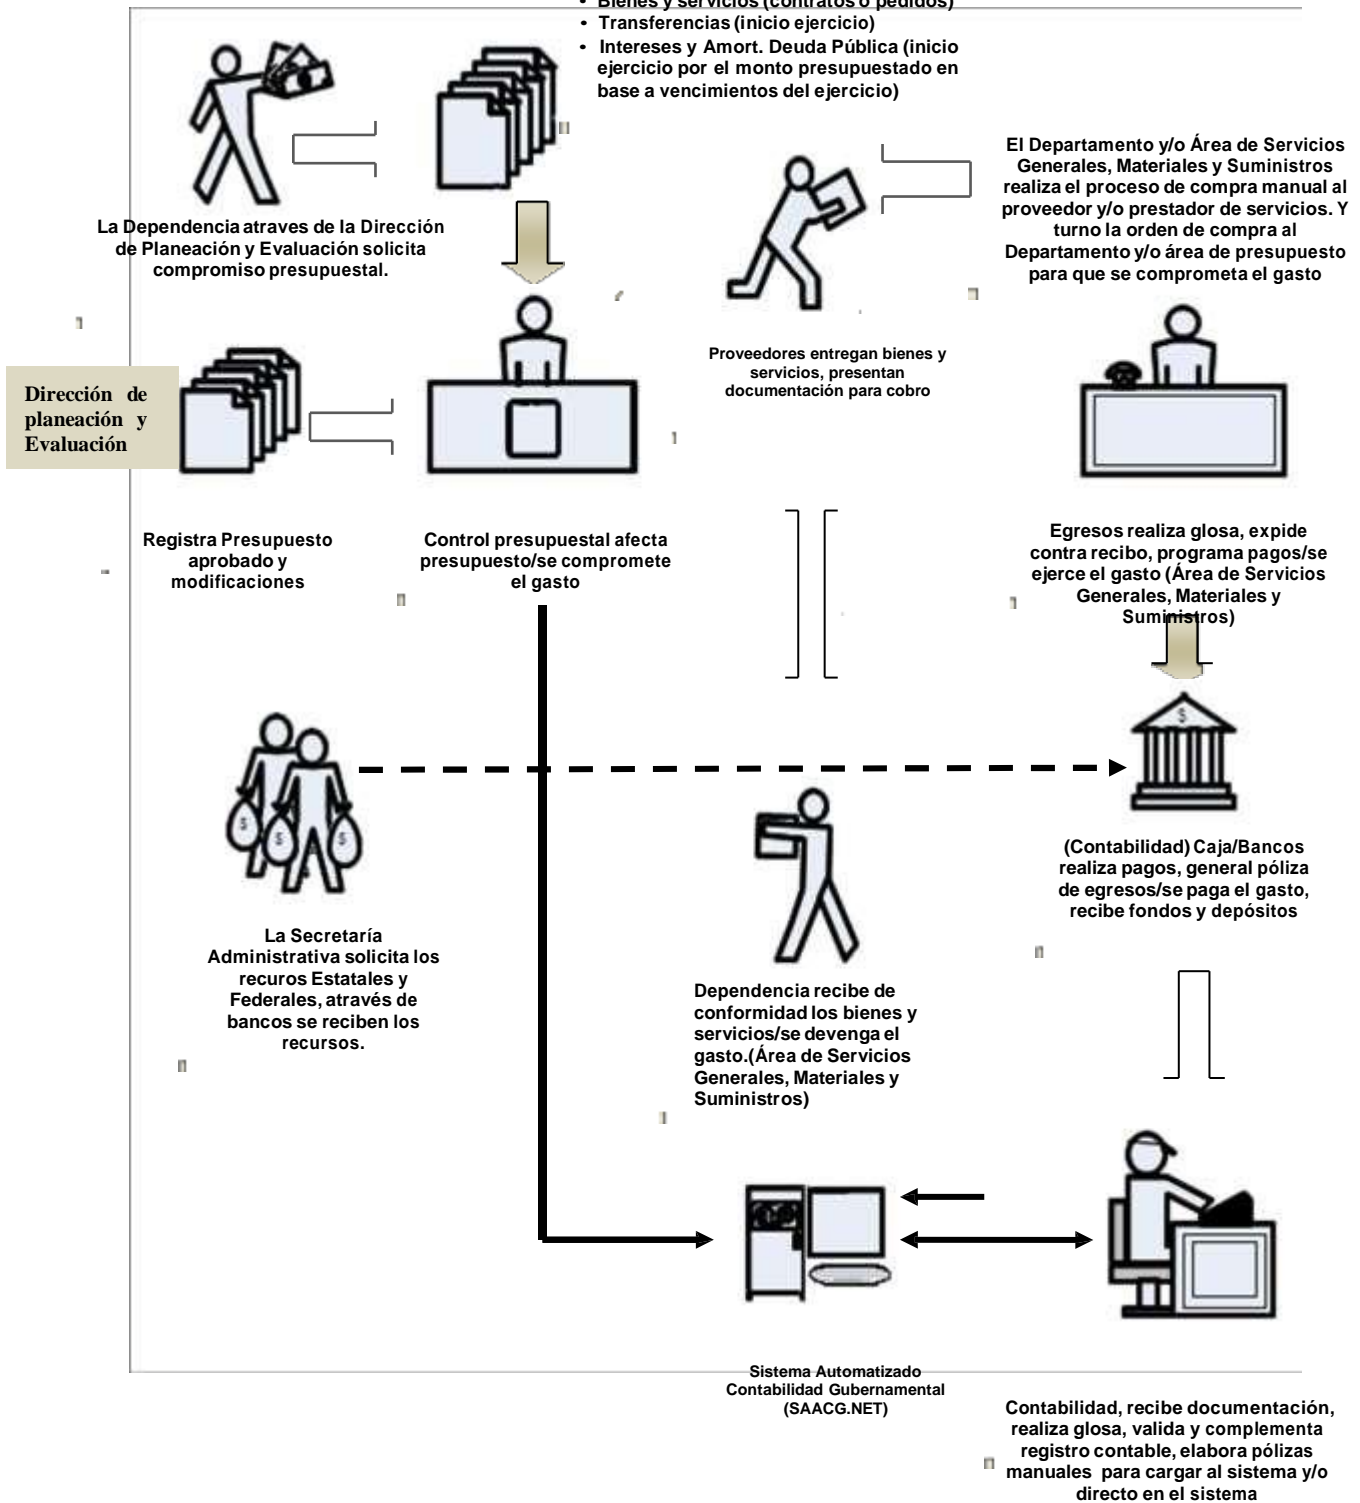 • Bienes y servicios (contratos o pedidos)
• Transferencias (inicio ejercicio)
• Intereses y Amort. Deuda Pública (inicio
ejercicio por el monto presupuestado en
base a vencimientos del ejercicio)
La Dependencia atraves de la Dirección
de Planeación y Evaluación solicita
compromiso presupuestal.
El Departamento y/o Área de Servicios
Generales, Materiales y Suministros
realiza el proceso de compra manual al
proveedor y/o prestador de servicios. Y
turno la orden de compra al
Departamento y/o área de presupuesto
para que se comprometa el gasto
Proveedores entregan bienes y
servicios, presentan
documentación para cobro
Dirección de
planeación y
Evaluación
Registra Presupuesto
aprobado y
modificaciones
Control presupuestal afecta
presupuesto/se compromete
el gasto
Egresos realiza glosa, expide
contra recibo, programa pagos/se
ejerce el gasto (Área de Servicios
Generales, Materiales y
Suministros)
$
$ $ $
(Contabilidad) Caja/Bancos
realiza pagos, general póliza
de egresos/se paga el gasto,
recibe fondos y depósitos
La Secretaría
Administrativa solicita los
recuros Estatales y
Federales, através de
bancos se reciben los
recursos.
Dependencia recibe de
conformidad los bienes y
servicios/se devenga el
gasto.(Área de Servicios
Generales, Materiales y
Suministros)
Sistema Automatizado
Contabilidad Gubernamental
(SAACG.NET)
Contabilidad, recibe documentación,
realiza glosa, valida y complementa
registro contable, elabora pólizas
manuales para cargar al sistema y/o
directo en el sistema